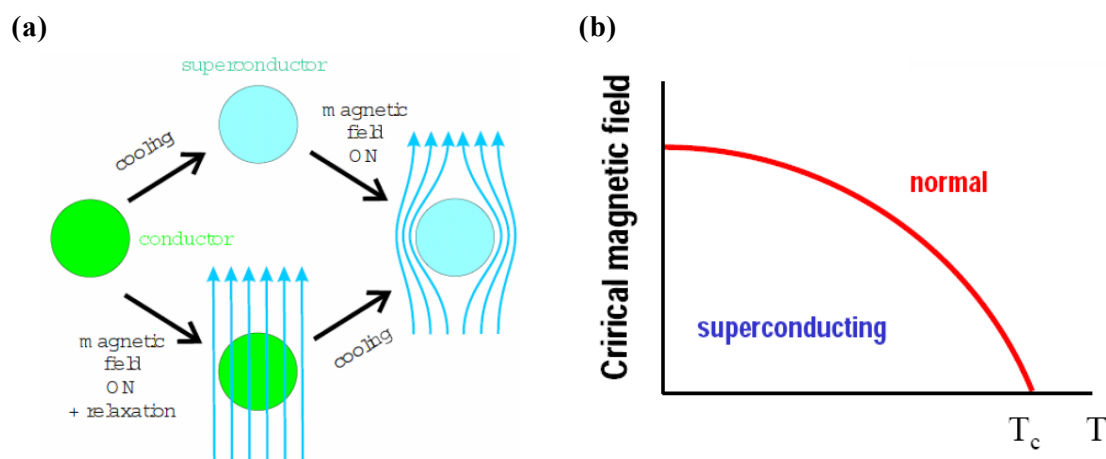 (a)
superconductor
cooling
magnetic
field
ON
conductor
magnetic
field
ON
+ relaxation
cooling
(b)
Crirical magnetic field
normal
superconducting
Tc
T